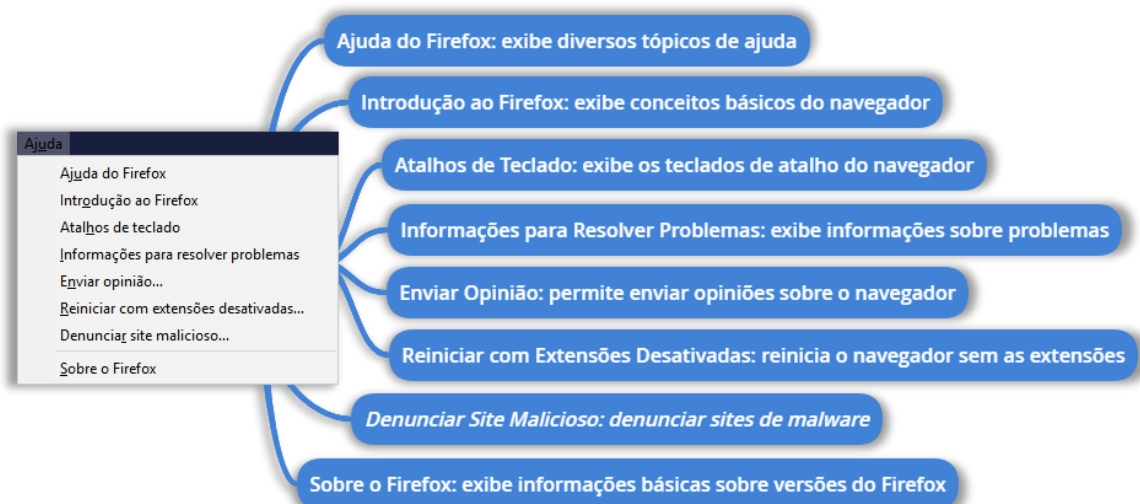 Ajuda do Firefox: exibe diversos tópicos de ajuda
Introdução ao Firefox: exibe conceitos básicos do navegador
Ajuda
Ajuda do Firefox
Introdução ao Firefox
Atalhos de teclado
Informações para resolver problemas
Enviar opinião...
Reiniciar com extensões desativadas...
Denunciar site malicioso...
Sobre o Firefox
Atalhos de Teclado: exibe os teclados de atalho do navegador
Informações para Resolver Problemas: exibe informações sobre problemas
Enviar Opinião: permite enviar opiniões sobre o navegador
Reiniciar com Extensões Desativadas: reinicia o navegador sem as extensões
Denunciar Site Malicioso: denunciar sites de malware
Sobre o Firefox: exibe informações básicas sobre versões do Firefox